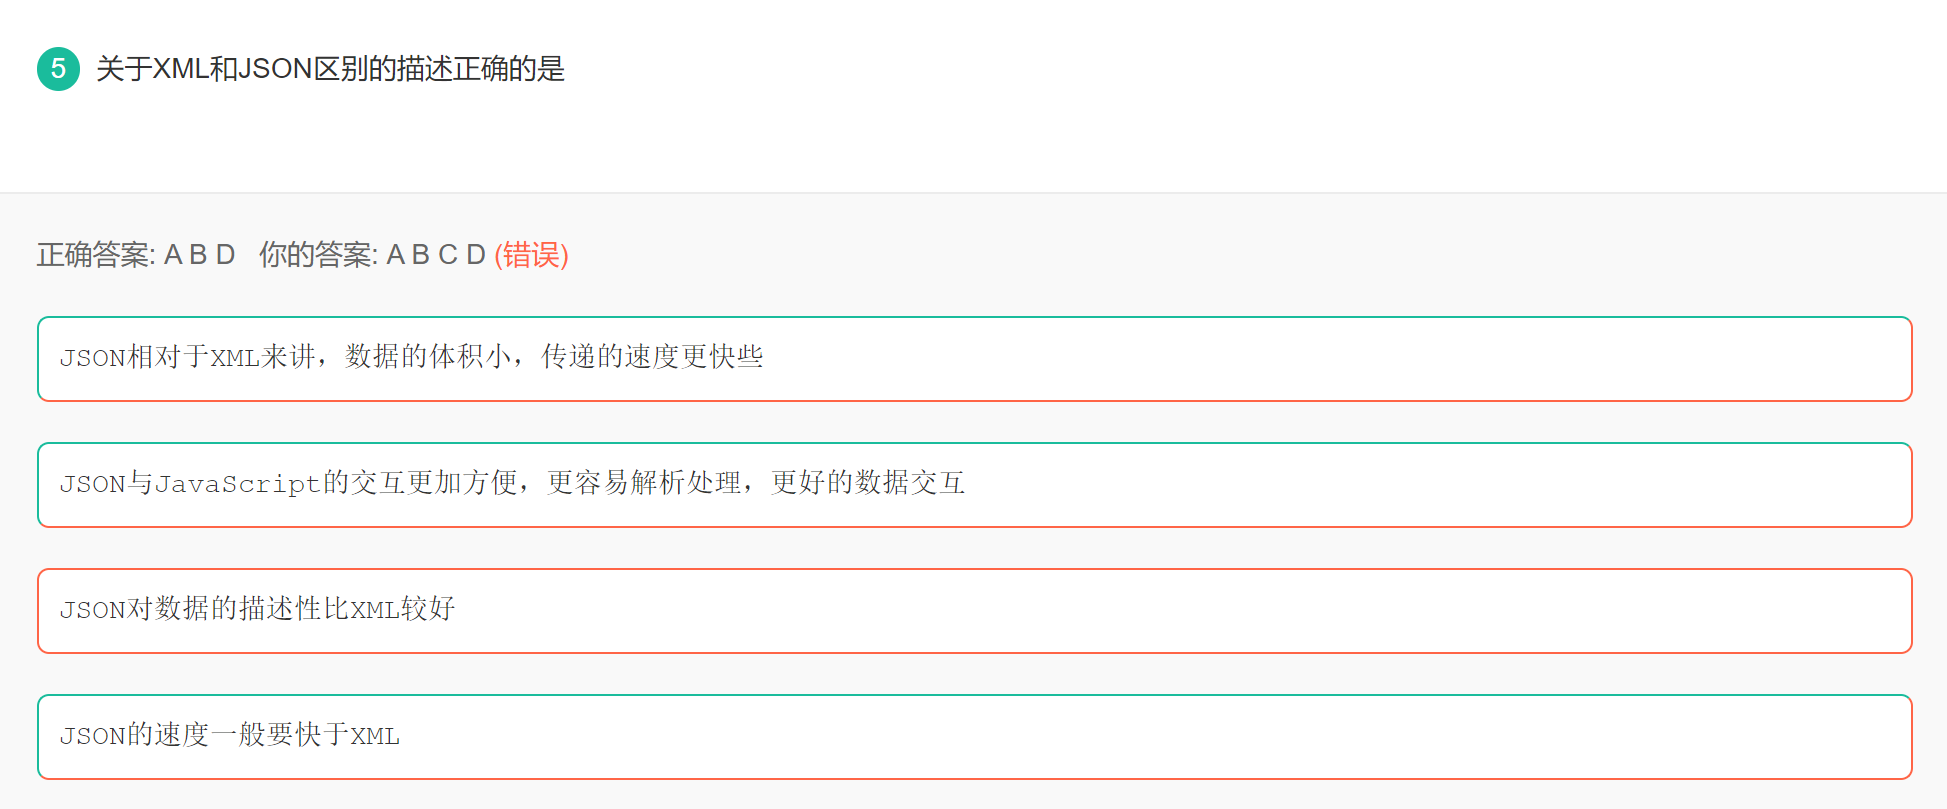 5 关于XML和JSON区别的描述正确的是
正确答案: A B D 你的答案: A B C D (错误)
JSON相对于XML来讲，数据的体积小，传递的速度更快些
JSON与JavaScript的交互更加方便，更容易解析处理，更好的数据交互
JSON对数据的描述性比XML较好
JSON的速度一般要快于XML